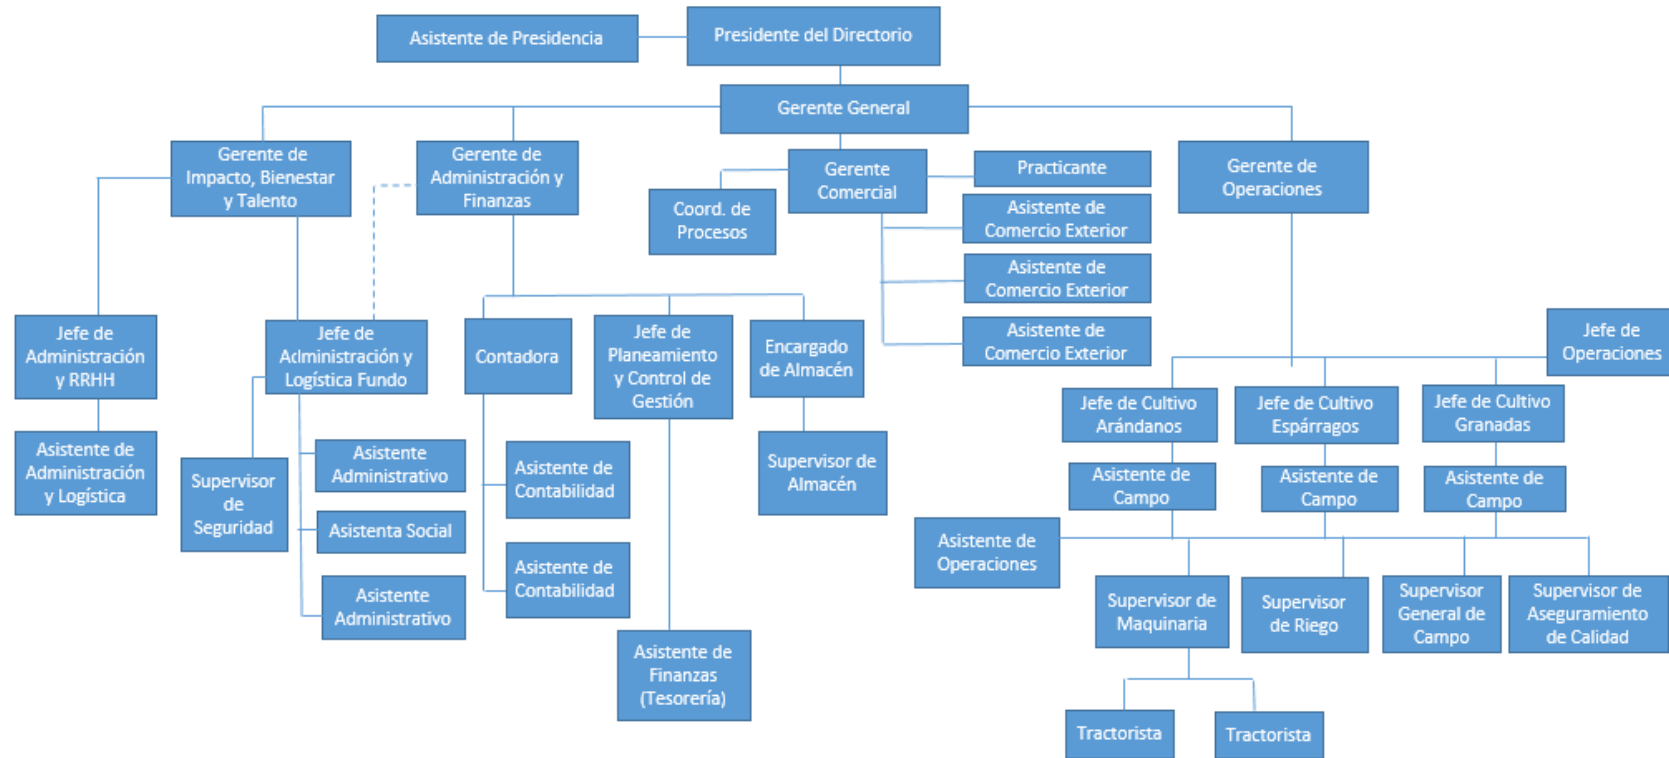 Asistente de Presidencia
Presidente del Directorio
Gerente General
Gerente de
Impacto, Bienestar
y Talento
Gerente de
Administración y
Finanzas
Gerente
Comercial
Practicante
Gerente de
Operaciones
Coord. de
Procesos
Asistente de
Comercio Exterior
Asistente de
Comercio Exterior
Asistente de
Comercio Exterior
Jefe de
Administración
y RRHH
Jefe de
Administración y
Logística Fundo
Contadora
Jefe de
Planeamiento
y Control de
Gestión
Encargado
de Almacén
Jefe de
Operaciones
Jefe de Cultivo
Arándanos
Jefe de Cultivo
Espárragos
Jefe de Cultivo
Granadas
Asistente de
Administración
y Logística
Supervisor
de
Seguridad
Asistente
Administrativo
Asistenta Social
Asistente
Administrativo
Asistente de
Contabilidad
Asistente de
Contabilidad
Supervisor de
Almacén
Asistente de
Campo
Asistente de
Campo
Asistente de
Campo
Asistente de
Operaciones
Supervisor de
Maquinaria
Supervisor
de Riego
Supervisor
General de
Campo
Supervisor de
Aseguramiento
de Calidad
Asistente de
Finanzas
(Tesorería)
Tractorista
Tractorista